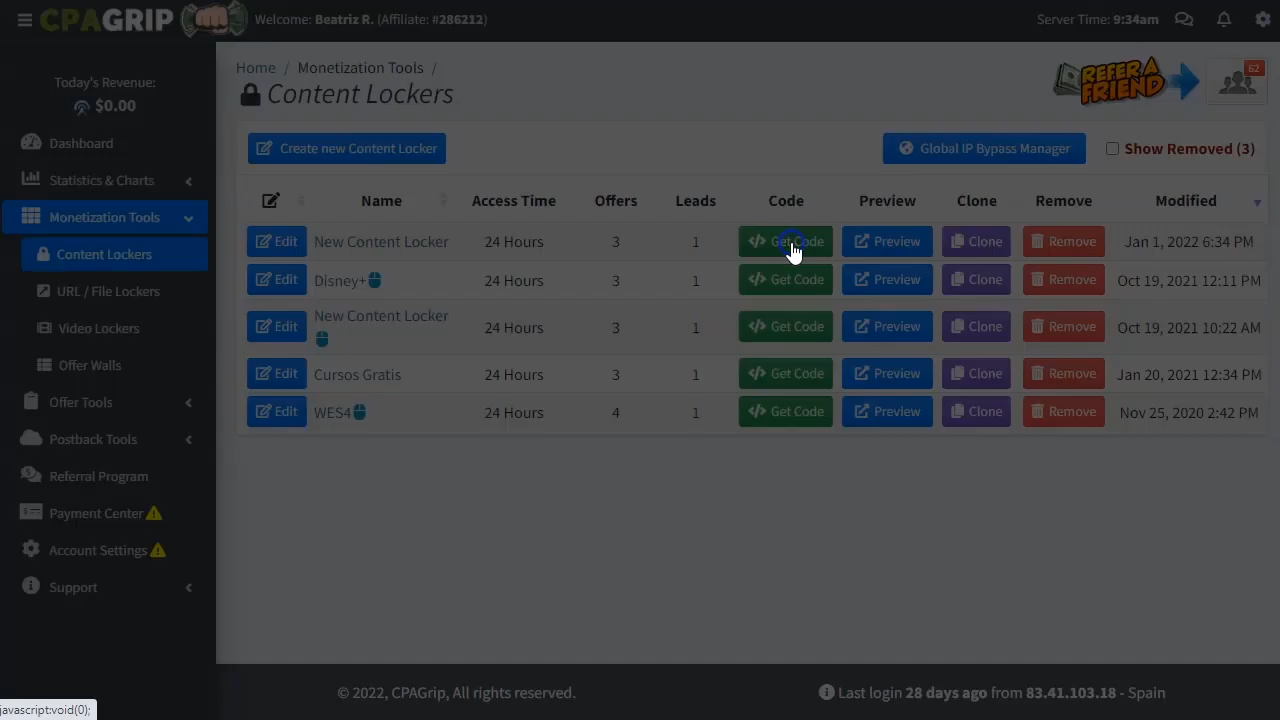 CPAGRIP Welcome: Beatriz R. (Affiliate: #286212) Server Time: 9:34am
Today's Revenue:
$0.00
Dashboard
Statistics & Charts
Monetization Tools
Content Lockers
URL / File Lockers
Video Lockers
Offer Walls
Offer Tools
Postback Tools
Referral Program
Payment Center
Account Settings
Support
Home / Monetization Tools /
Content Lockers
REFER A FRIEND 62
Create new Content Locker Global IP Bypass Manager Show Removed (3)
Name Access Time Offers Leads Code Preview Clone Remove Modified
Edit New Content Locker 24 Hours 3 1 Get Code Preview Clone Remove Jan 1, 2022 6:34 PM
Edit Disney+ 24 Hours 3 1 Get Code Preview Clone Remove Oct 19, 2021 12:11 PM
Edit New Content Locker 24 Hours 3 1 Get Code Preview Clone Remove Oct 19, 2021 10:22 AM
Edit Cursos Gratis 24 Hours 3 1 Get Code Preview Clone Remove Jan 20, 2021 12:34 PM
Edit WES4 24 Hours 4 1 Get Code Preview Clone Remove Nov 25, 2020 2:42 PM
© 2022, CPAGrip, All rights reserved. Last login 28 days ago from 83.41.103.18 - Spain
javascript:void(0);